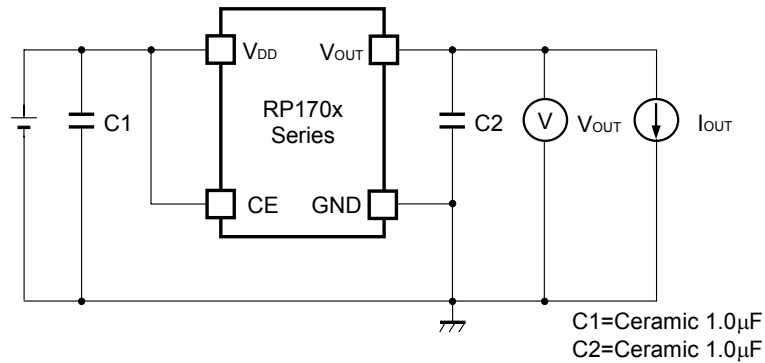 VDD
VOUT
RP170x
Series
C1
C2
V
VOUT
IOUT
CE
GND
C1=Ceramic 1.0μF
C2=Ceramic 1.0μF